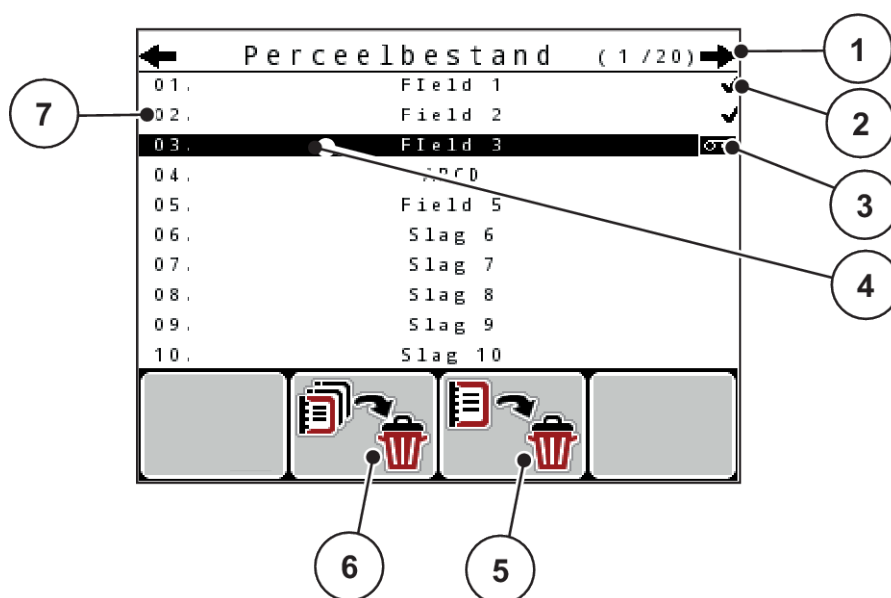 Perceelbestand (1/20)
01. FIeld 1
02. Field 2
03. FIeld 3
04. ABCD
05. Field 5
06. Slag 6
07. Slag 7
08. Slag 8
09. Slag 9
10. Slag 10
1
2
3
4
5
6
7